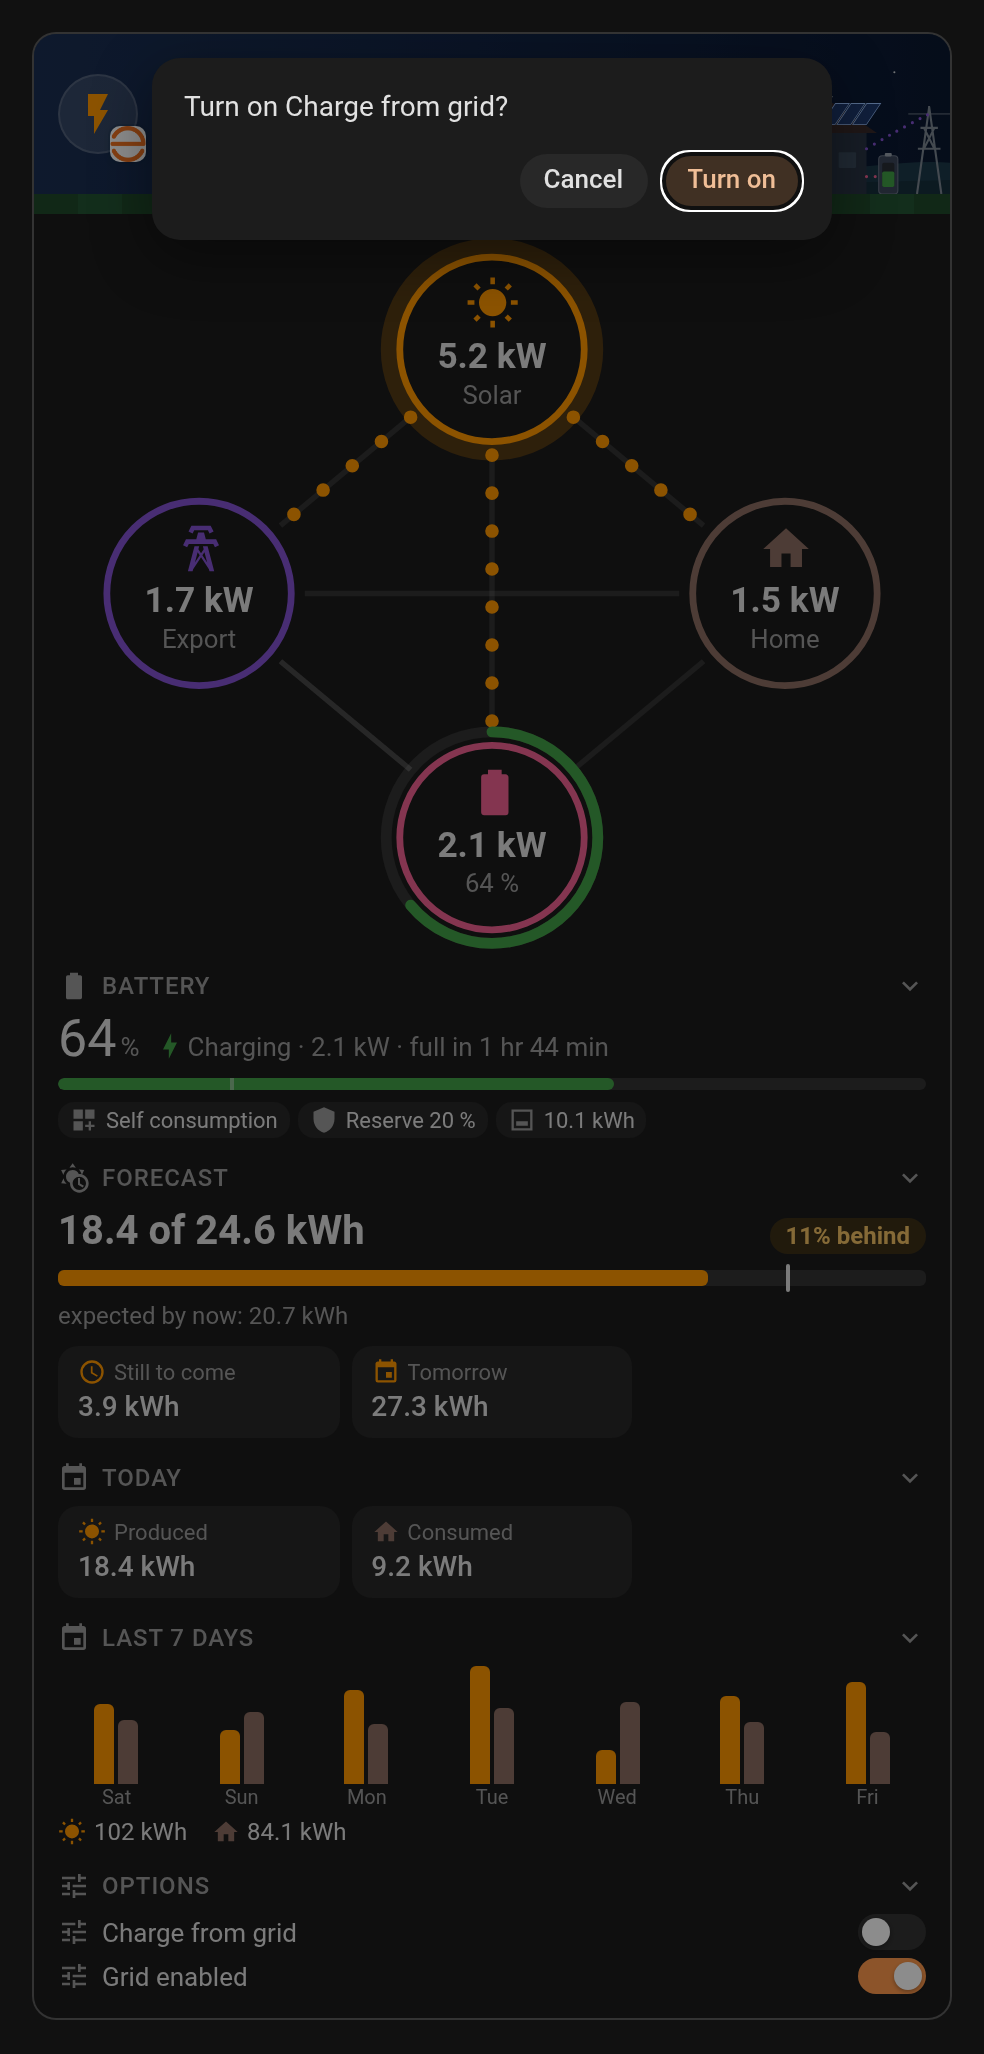 Turn on Charge from grid?
Cancel
Turn on
5.2 kW
Solar
1.7 kW
Export
1.5 kW
Home
2.1 kW
64 %
BATTERY
64 % Charging · 2.1 kW · full in 1 hr 44 min
Self consumption
Reserve 20 %
10.1 kWh
FORECAST
18.4 of 24.6 kWh
11% behind
expected by now: 20.7 kWh
Still to come
3.9 kWh
Tomorrow
27.3 kWh
TODAY
Produced
18.4 kWh
Consumed
9.2 kWh
LAST 7 DAYS
Sat Sun Mon Tue Wed Thu Fri
102 kWh 84.1 kWh
OPTIONS
Charge from grid
Grid enabled